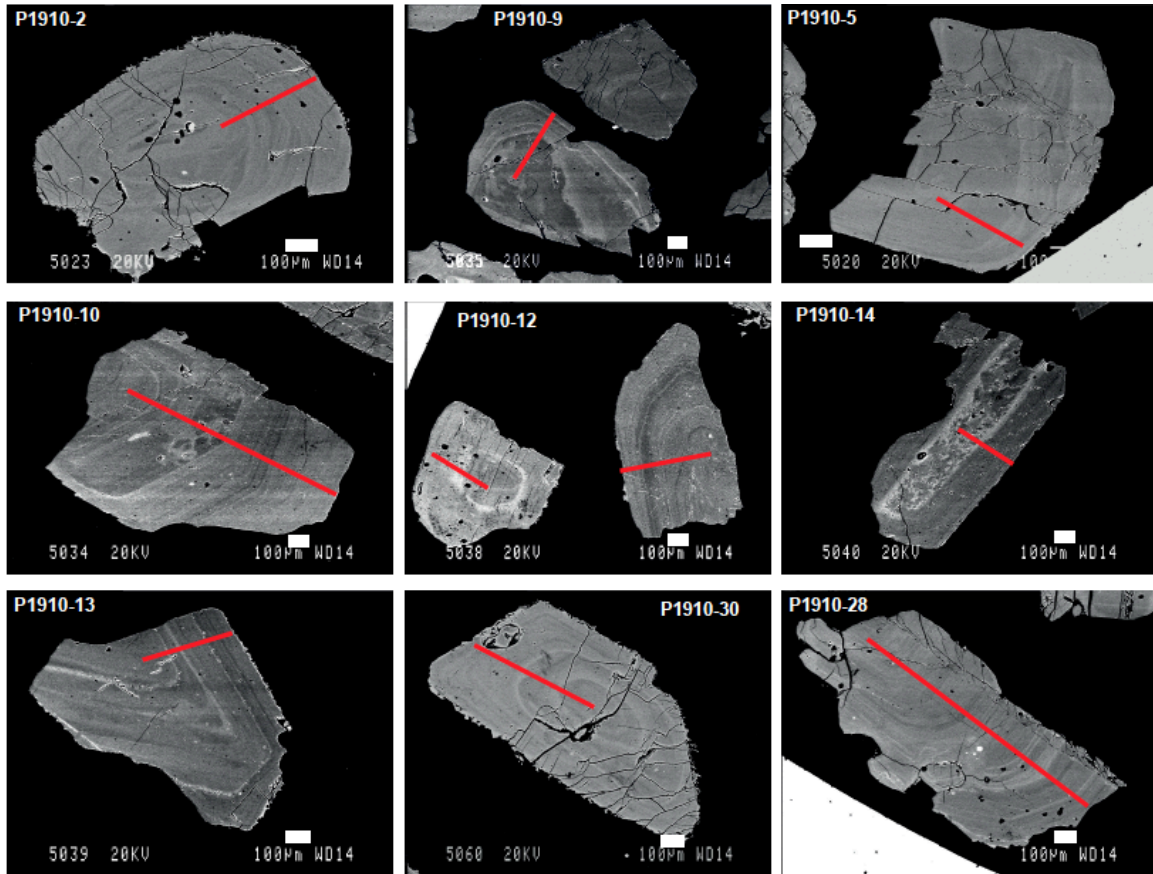 P1910-2
5023 20KV 100µm WD14
P1910-9
5035 20KV 100µm WD14
P1910-5
5020 20KV
P1910-10
5034 20KV 100µm WD14
P1910-12
5038 20KV 100µm WD14
P1910-14
5040 20KV 100µm WD14
P1910-13
5039 20KV 100µm WD14
P1910-30
5060 20KV 100µm WD14
P1910-28
100µm WD14